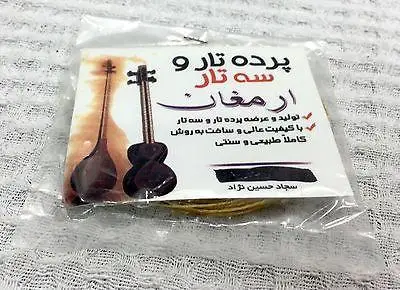 پرده تار و
سه تار
ارمغان
تولید و عرضه پرده تار و سه تار
با کیفیت عالی و ساخت به روش
کاملاً طبیعی و سنتی
سجاد حسین نژاد